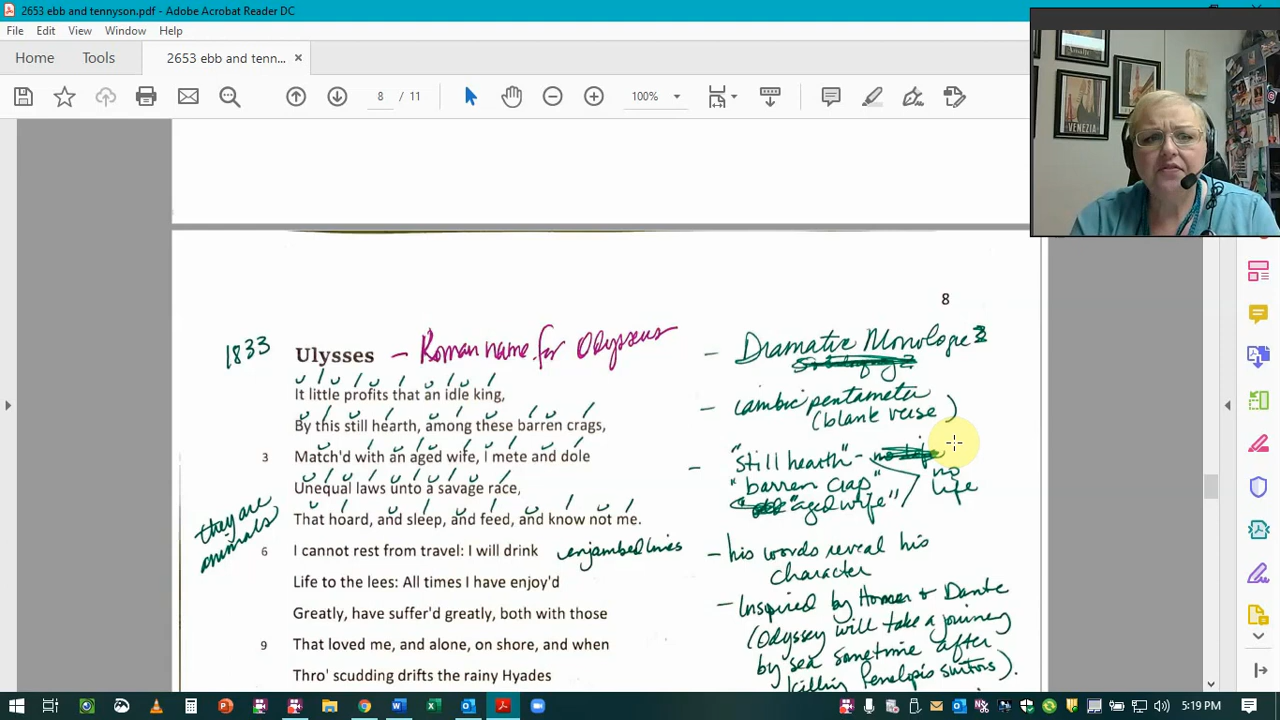 2653 ebb and tennyson.pdf - Adobe Acrobat Reader DC
File Edit View Window Help
Home Tools 2653 ebb and tenn... ×
8 / 11 100%
VENEZIA
8
1833 Ulysses – Roman name for Odysseus
– Dramatic Monologue
It little profits that an idle king,
– iambic pentameter
(blank verse)
By this still hearth, among these barren crags,
3 Match'd with an aged wife, I mete and dole
– "still hearth" –
no
life
"barren crap"
"aged wife"
Unequal laws unto a savage race,
That hoard, and sleep, and feed, and know not me.
they are
animals
6 I cannot rest from travel: I will drink enjambed lines
– his words reveal his
character
Life to the lees: All times I have enjoy'd
– Inspired by Homer + Dante
Greatly, have suffer'd greatly, both with those
(Odyssey will take a journey
9 That loved me, and alone, on shore, and when
by sea sometime after
Thro' scudding drifts the rainy Hyades
killing Penelopis suitors).
5:19 PM